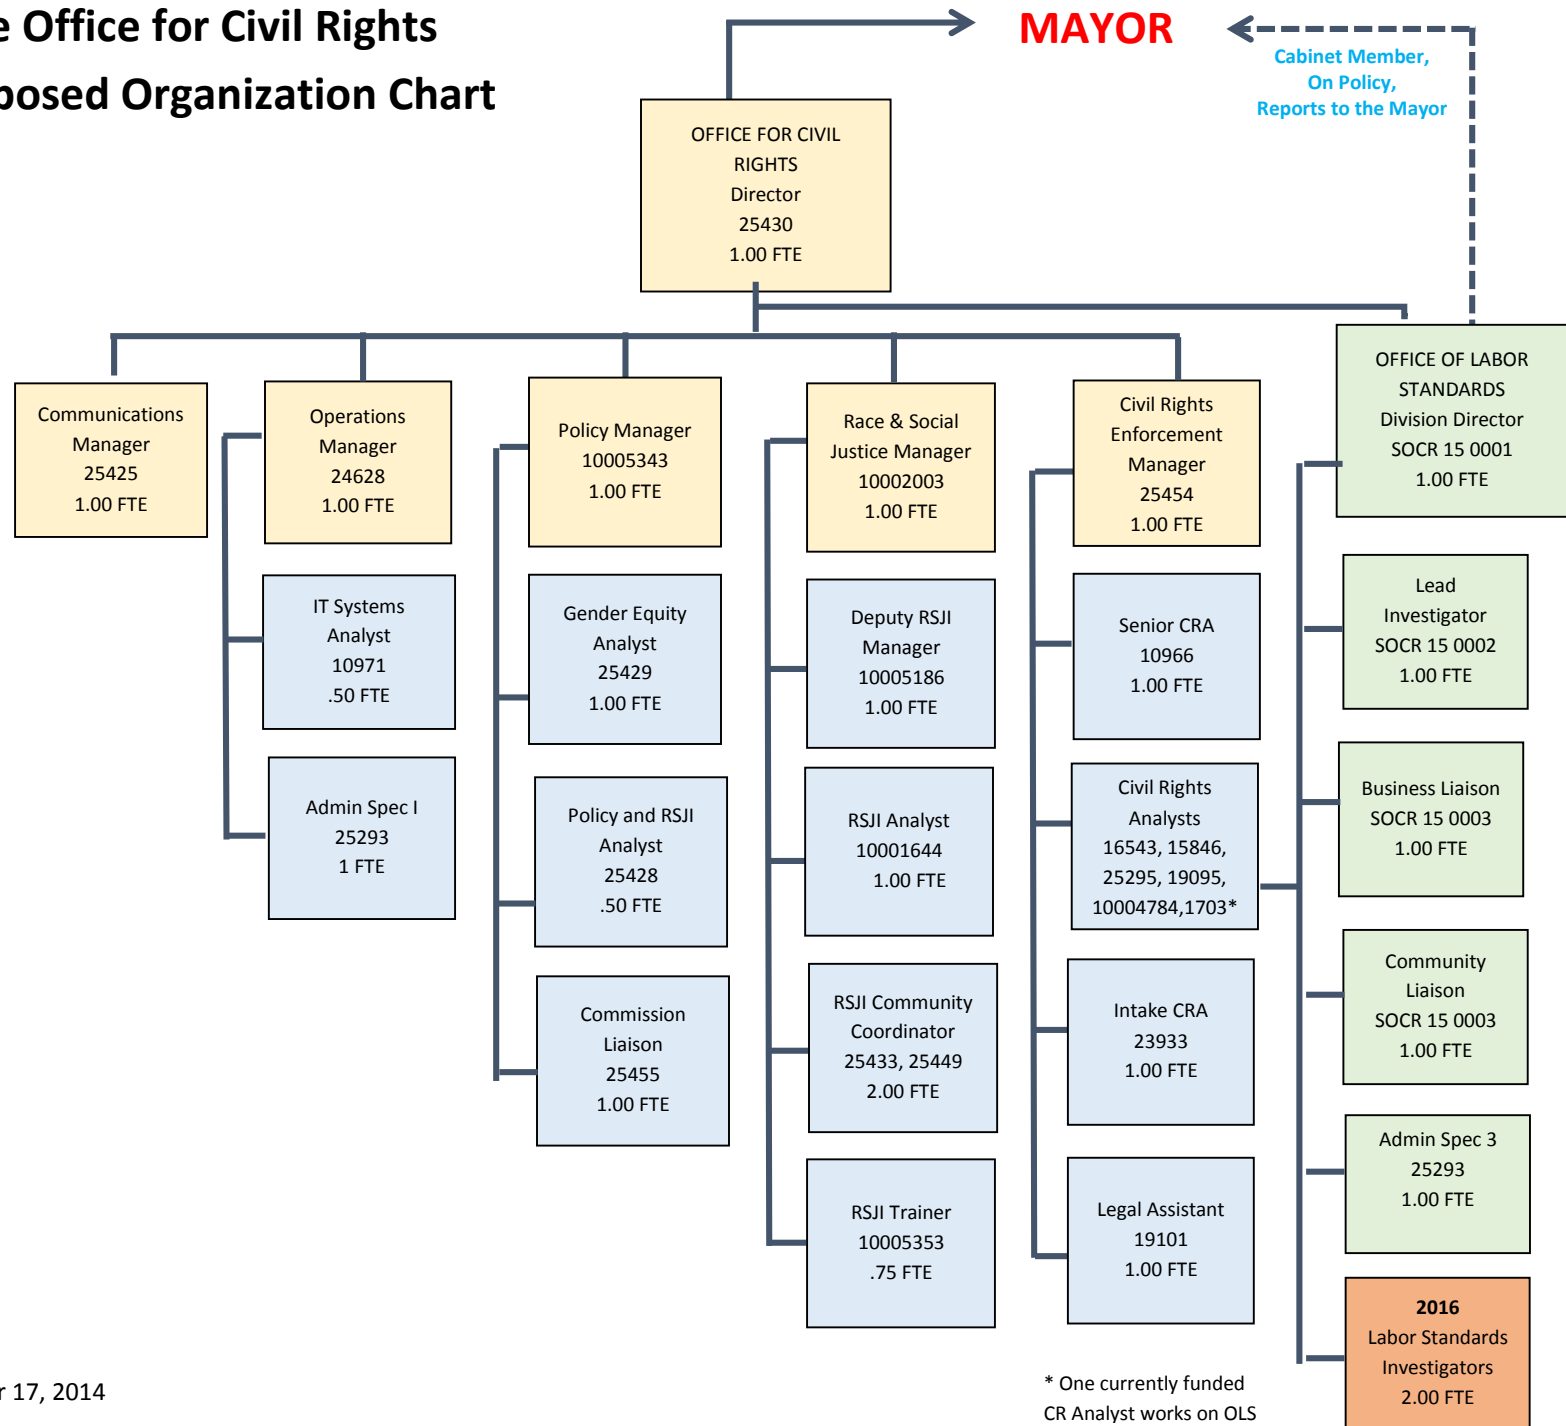 Office for Civil Rights
Organization Chart
MAYOR
Cabinet Member,
On Policy,
Reports to the Mayor
OFFICE FOR CIVIL
RIGHTS
Director
25430
1.00 FTE
Communications
Manager
25425
1.00 FTE
Operations
Manager
24628
1.00 FTE
IT Systems
Analyst
10971
.50 FTE
Admin Spec I
25293
1 FTE
Policy Manager
10005343
1.00 FTE
Gender Equity
Analyst
25429
1.00 FTE
Policy and RSJI
Analyst
25428
.50 FTE
Commission
Liaison
25455
1.00 FTE
Race & Social
Justice Manager
10002003
1.00 FTE
Deputy RSJI
Manager
10005186
1.00 FTE
RSJI Analyst
10001644
1.00 FTE
RSJI Community
Coordinator
25433, 25449
2.00 FTE
RSJI Trainer
10005353
.75 FTE
Civil Rights
Enforcement
Manager
25454
1.00 FTE
Senior CRA
10966
1.00 FTE
Civil Rights
Analysts
16543, 15846,
25295, 19095,
10004784,1703*
Intake CRA
23933
1.00 FTE
Legal Assistant
19101
1.00 FTE
OFFICE OF LABOR
STANDARDS
Division Director
SOCR 15 0001
1.00 FTE
Lead
Investigator
SOCR 15 0002
1.00 FTE
Business Liaison
SOCR 15 0003
1.00 FTE
Community
Liaison
SOCR 15 0003
1.00 FTE
Admin Spec 3
25293
1.00 FTE
2016
Labor Standards
Investigators
2.00 FTE
* One currently funded
CR Analyst works on OLS
17, 2014